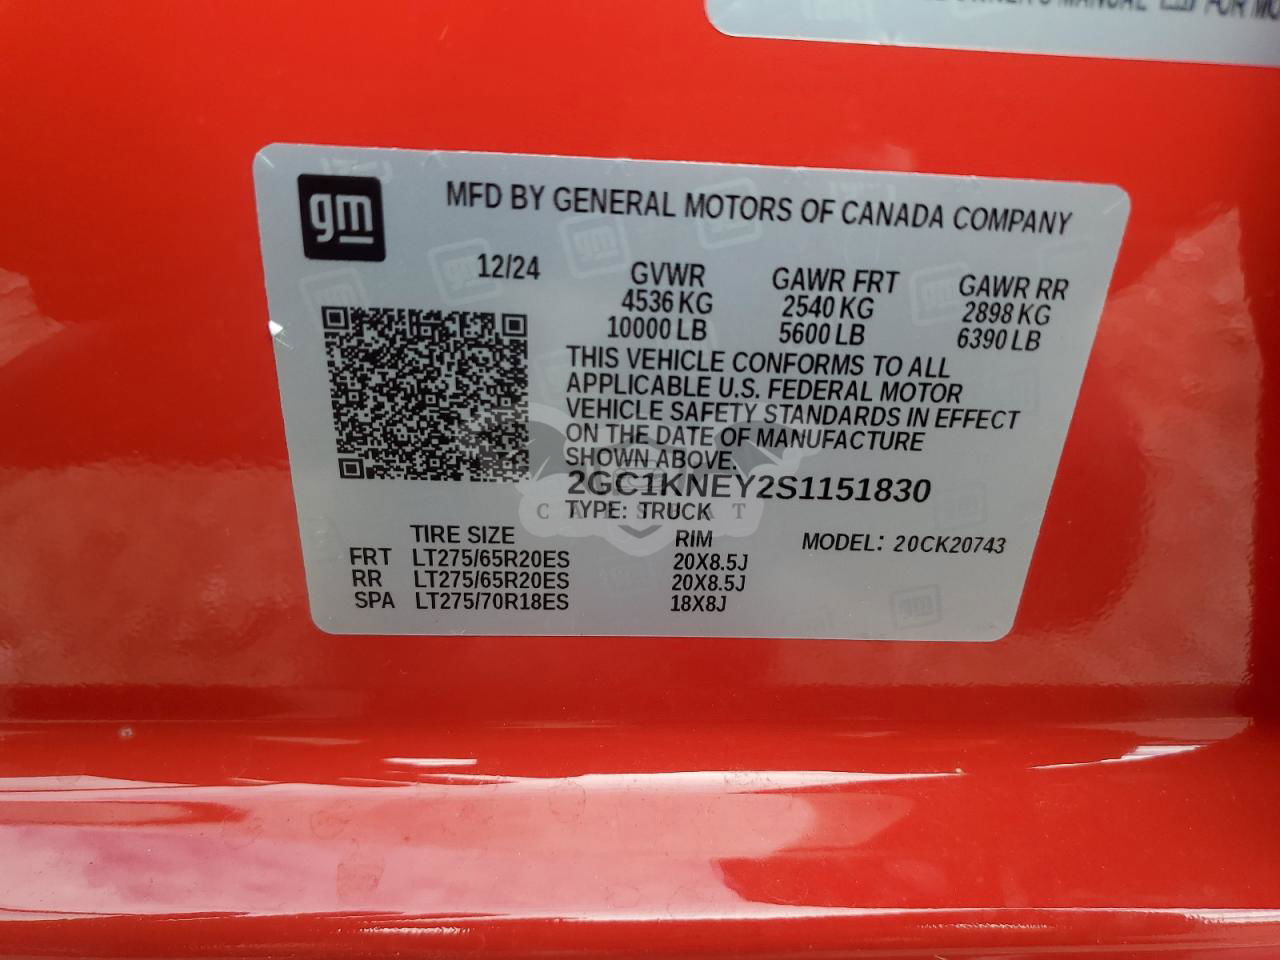 OWNER'S MANUAL FOR MO
gm
MFD BY GENERAL MOTORS OF CANADA COMPANY
12/24
GVWR GAWR FRT GAWR RR
4536 KG 2540 KG 2898 KG
10000 LB 5600 LB 6390 LB
THIS VEHICLE CONFORMS TO ALL
APPLICABLE U.S. FEDERAL MOTOR
VEHICLE SAFETY STANDARDS IN EFFECT
ON THE DATE OF MANUFACTURE
SHOWN ABOVE.
2GC1KNEY2S1151830
TYPE: TRUCK
TIRE SIZE RIM MODEL: 20CK20743
FRT LT275/65R20ES 20X8.5J
RR LT275/65R20ES 20X8.5J
SPA LT275/70R18ES 18X8J